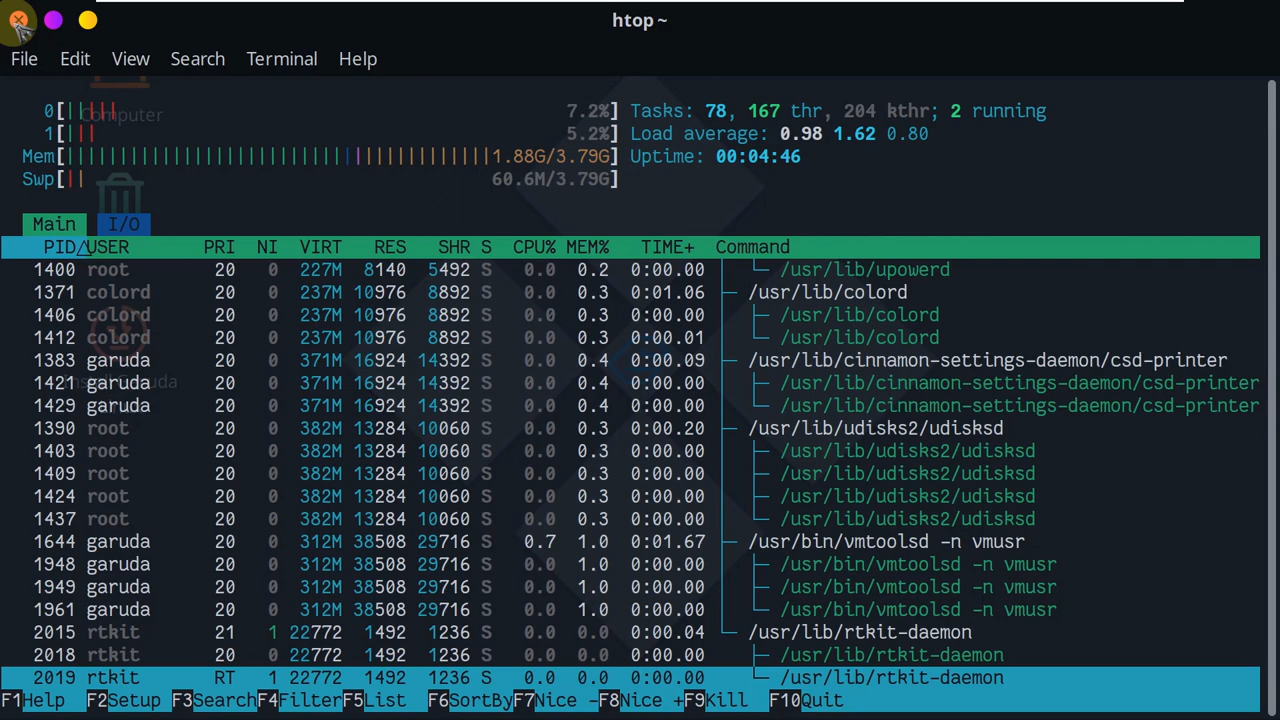 htop ~
File Edit View Search Terminal Help
Computer
0[||||||| 7.2%] Tasks: 78, 167 thr, 204 kthr; 2 running
1[||| 5.2%] Load average: 0.98 1.62 0.80
Mem[||||||||||||||||||||||||||||||||||||||||1.88G/3.79G] Uptime: 00:04:46
Swp[|| 60.6M/3.79G]
Main I/O
PID△USER PRI NI VIRT RES SHR S CPU% MEM% TIME+ Command
1400 root 20 0 227M 8140 5492 S 0.0 0.2 0:00.00 │ └─ /usr/lib/upowerd
1371 colord 20 0 237M 10976 8892 S 0.0 0.3 0:01.06 ├─ /usr/lib/colord
1406 colord 20 0 237M 10976 8892 S 0.0 0.3 0:00.00 │ ├─ /usr/lib/colord
1412 colord 20 0 237M 10976 8892 S 0.0 0.3 0:00.01 │ └─ /usr/lib/colord
1383 garuda 20 0 371M 16924 14392 S 0.0 0.4 0:00.09 ├─ /usr/lib/cinnamon-settings-daemon/csd-printer
1421 garuda 20 0 371M 16924 14392 S 0.0 0.4 0:00.00 │ ├─ /usr/lib/cinnamon-settings-daemon/csd-printer
1429 garuda 20 0 371M 16924 14392 S 0.0 0.4 0:00.00 │ └─ /usr/lib/cinnamon-settings-daemon/csd-printer
1390 root 20 0 382M 13284 10060 S 0.0 0.3 0:00.20 ├─ /usr/lib/udisks2/udisksd
1403 root 20 0 382M 13284 10060 S 0.0 0.3 0:00.00 │ ├─ /usr/lib/udisks2/udisksd
1409 root 20 0 382M 13284 10060 S 0.0 0.3 0:00.00 │ ├─ /usr/lib/udisks2/udisksd
1424 root 20 0 382M 13284 10060 S 0.0 0.3 0:00.00 │ ├─ /usr/lib/udisks2/udisksd
1437 root 20 0 382M 13284 10060 S 0.0 0.3 0:00.00 │ └─ /usr/lib/udisks2/udisksd
1644 garuda 20 0 312M 38508 29716 S 0.7 1.0 0:01.67 ├─ /usr/bin/vmtoolsd -n vmusr
1948 garuda 20 0 312M 38508 29716 S 0.0 1.0 0:00.00 │ ├─ /usr/bin/vmtoolsd -n vmusr
1949 garuda 20 0 312M 38508 29716 S 0.0 1.0 0:00.00 │ ├─ /usr/bin/vmtoolsd -n vmusr
1961 garuda 20 0 312M 38508 29716 S 0.0 1.0 0:00.00 │ └─ /usr/bin/vmtoolsd -n vmusr
2015 rtkit 21 1 22772 1492 1236 S 0.0 0.0 0:00.04 └─ /usr/lib/rtkit-daemon
2018 rtkit 20 0 22772 1492 1236 S 0.0 0.0 0:00.00 ├─ /usr/lib/rtkit-daemon
2019 rtkit RT 1 22772 1492 1236 S 0.0 0.0 0:00.00 └─ /usr/lib/rtkit-daemon
F1Help F2Setup F3SearchF4FilterF5List F6SortByF7Nice -F8Nice +F9Kill F10Quit